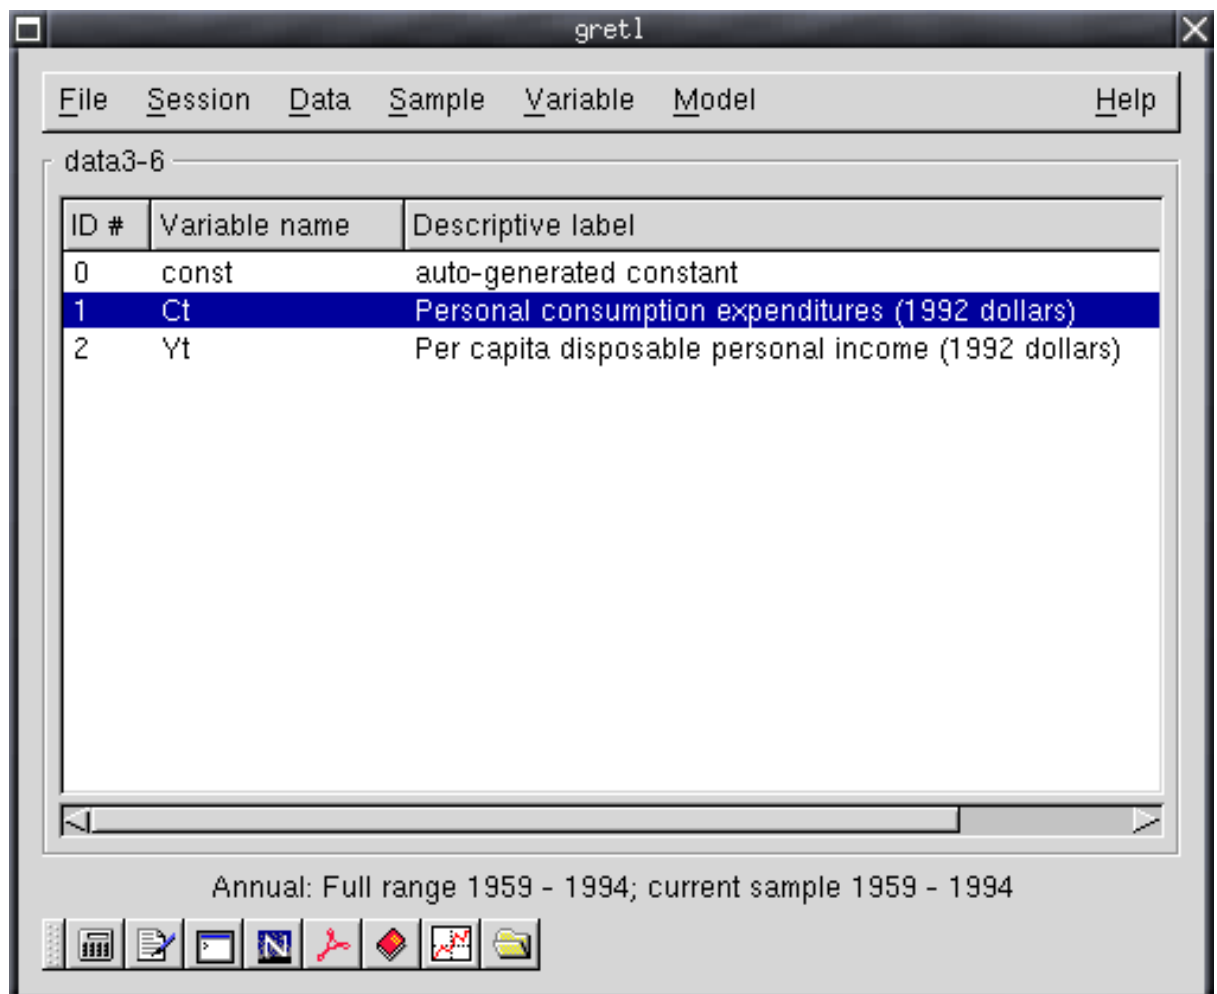 gretl
File Session Data Sample Variable Model Help
data3-6
ID # Variable name Descriptive label
0 const auto-generated constant
1 Ct Personal consumption expenditures (1992 dollars)
2 Yt Per capita disposable personal income (1992 dollars)
Annual: Full range 1959 - 1994; current sample 1959 - 1994
N